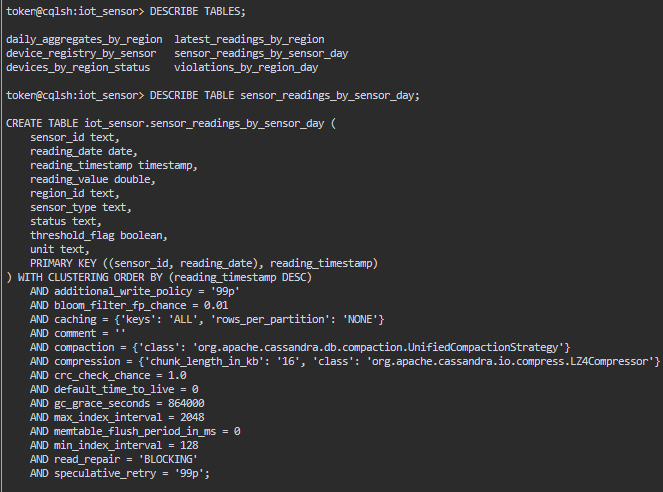 token@cqlsh:iot_sensor> DESCRIBE TABLES;

daily_aggregates_by_region  latest_readings_by_region
device_registry_by_sensor   sensor_readings_by_sensor_day
devices_by_region_status    violations_by_region_day

token@cqlsh:iot_sensor> DESCRIBE TABLE sensor_readings_by_sensor_day;

CREATE TABLE iot_sensor.sensor_readings_by_sensor_day (
    sensor_id text,
    reading_date date,
    reading_timestamp timestamp,
    reading_value double,
    region_id text,
    sensor_type text,
    status text,
    threshold_flag boolean,
    unit text,
    PRIMARY KEY ((sensor_id, reading_date), reading_timestamp)
) WITH CLUSTERING ORDER BY (reading_timestamp DESC)
    AND additional_write_policy = '99p'
    AND bloom_filter_fp_chance = 0.01
    AND caching = {'keys': 'ALL', 'rows_per_partition': 'NONE'}
    AND comment = ''
    AND compaction = {'class': 'org.apache.cassandra.db.compaction.UnifiedCompactionStrategy'}
    AND compression = {'chunk_length_in_kb': '16', 'class': 'org.apache.cassandra.io.compress.LZ4Compressor'}
    AND crc_check_chance = 1.0
    AND default_time_to_live = 0
    AND gc_grace_seconds = 864000
    AND max_index_interval = 2048
    AND memtable_flush_period_in_ms = 0
    AND min_index_interval = 128
    AND read_repair = 'BLOCKING'
    AND speculative_retry = '99p';